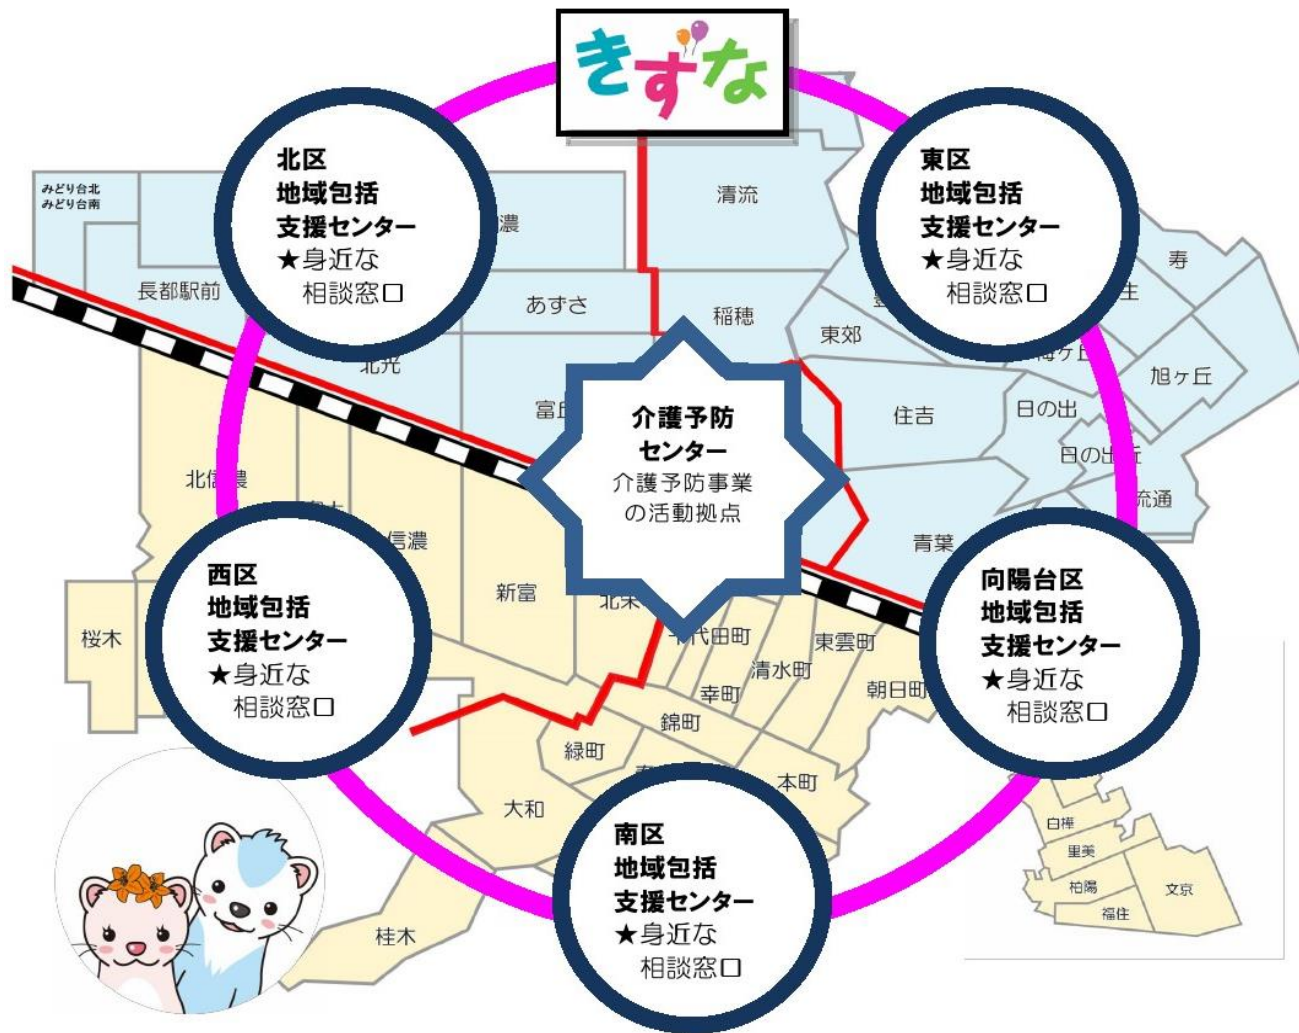 きずな
北区
地域包括
支援センター
★身近な
相談窓口
東区
地域包括
支援センター
★身近な
相談窓口
みどり台北
みどり台南
濃
清流
寿
主
長都駅前
あずさ
稲穂
東郊
梅ヶ丘
旭ヶ丘
北光
富丘
住吉
日の出
日の出丘
流通
青葉
介護予防
センター
介護予防事業
の活動拠点
北信濃
信濃
西区
地域包括
支援センター
★身近な
相談窓口
向陽台区
地域包括
支援センター
★身近な
相談窓口
桜木
新富
北栄
千代田町
東雲町
清水町
幸町
朝日町
錦町
緑町
本町
大和
桂木
南区
地域包括
支援センター
★身近な
相談窓口
白樺
里美
柏陽
文京
福住